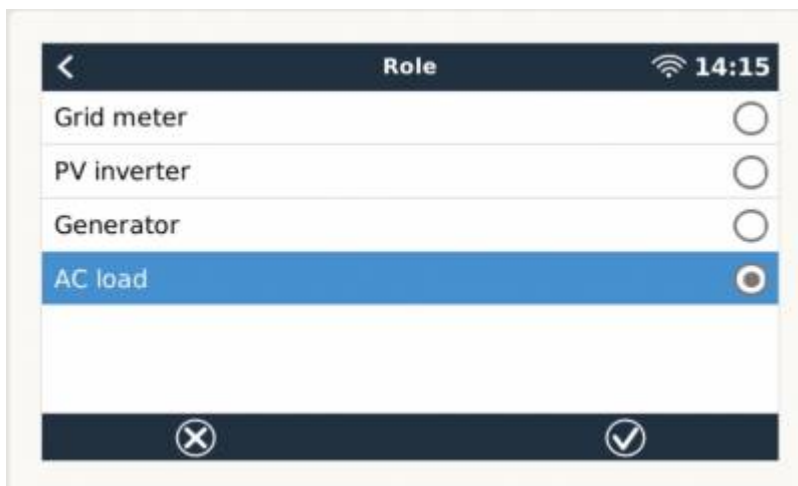 Role 14:15
Grid meter
PV inverter
Generator
AC load